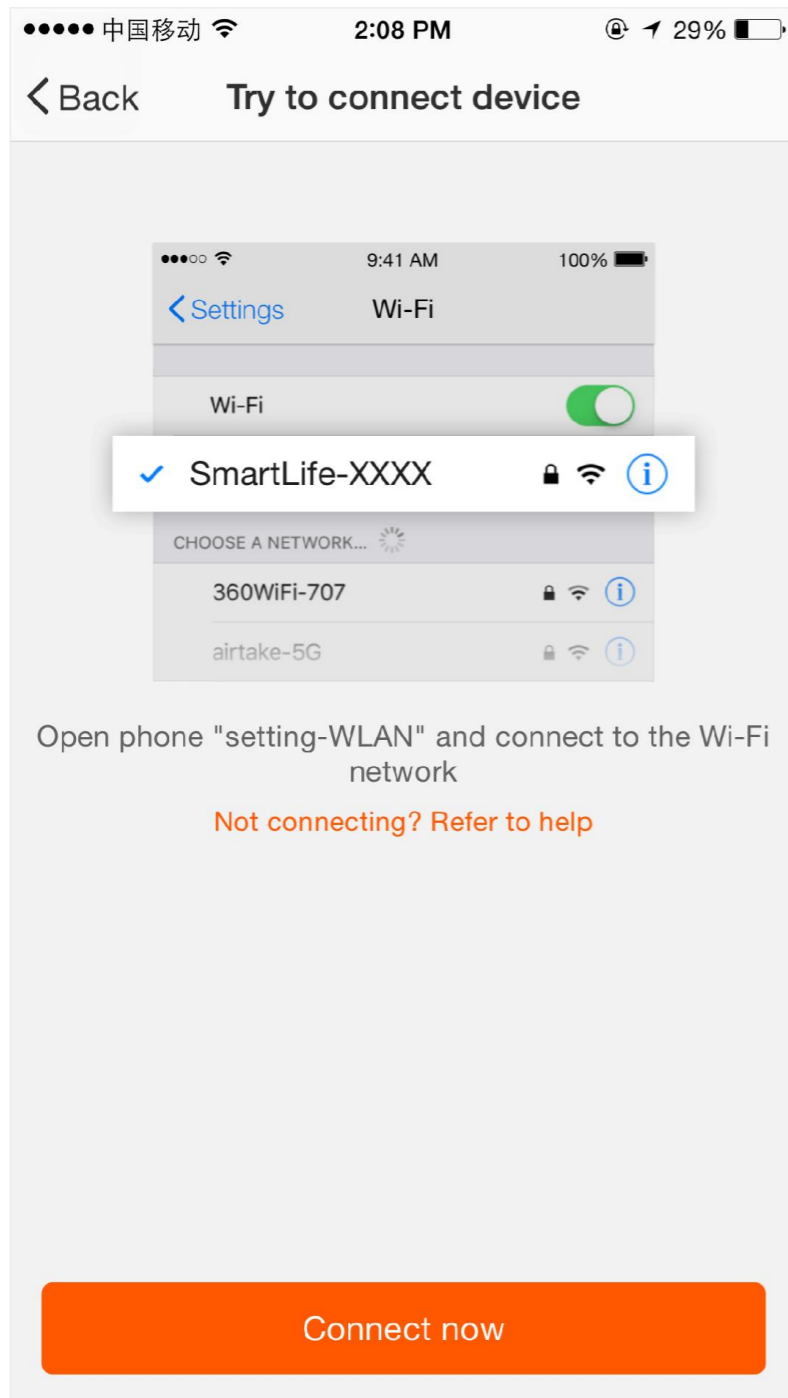 中国移动 2:08 PM 29%
Back Try to connect device
9:41 AM 100%
Settings Wi-Fi
Wi-Fi
SmartLife-XXXX
CHOOSE A NETWORK...
360WiFi-707
airtake-5G
Open phone "setting-WLAN" and connect to the Wi-Fi
network
Not connecting? Refer to help
Connect now